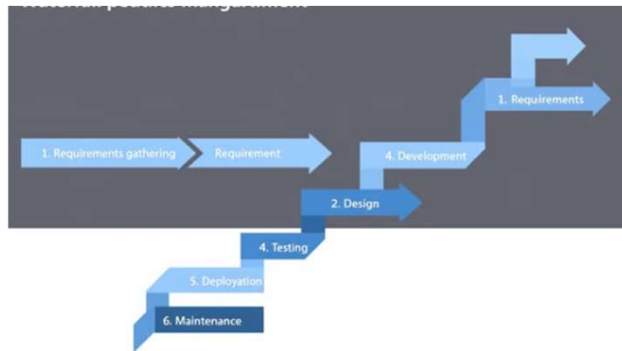 1. Requirements
1. Requirements gathering
Requirement
4. Development
2. Design
4. Testing
5. Deployation
6. Maintenance